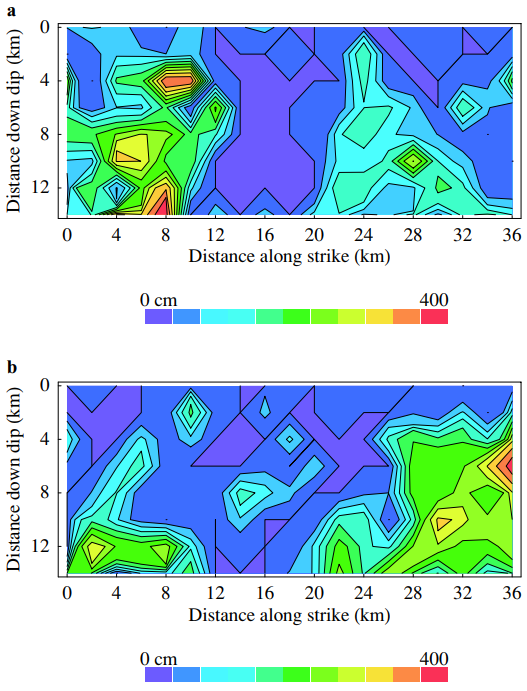 a
0
4
8
12
Distance down dip (km)
0 4 8 12 16 20 24 28 32 36
Distance along strike (km)
0 cm 400
b
0
4
8
12
Distance down dip (km)
0 4 8 12 16 20 24 28 32 36
Distance along strike (km)
0 cm 400